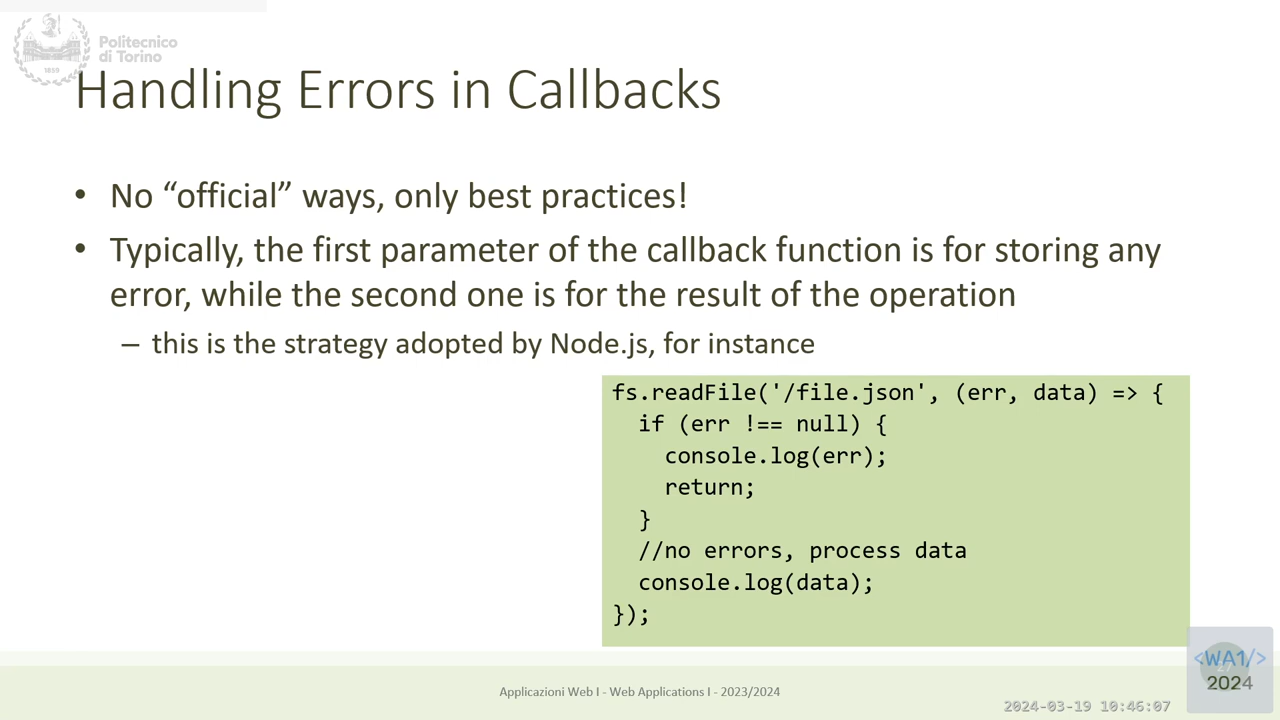 Politecnico
di Torino
1859
Handling Errors in Callbacks
• No “official” ways, only best practices!
• Typically, the first parameter of the callback function is for storing any
error, while the second one is for the result of the operation
– this is the strategy adopted by Node.js, for instance
fs.readFile('/file.json', (err, data) => {
  if (err !== null) {
    console.log(err);
    return;
  }
  //no errors, process data
  console.log(data);
});
Applicazioni Web I - Web Applications I - 2023/2024
<WA1/>
2024
2024-03-19 10:46:07